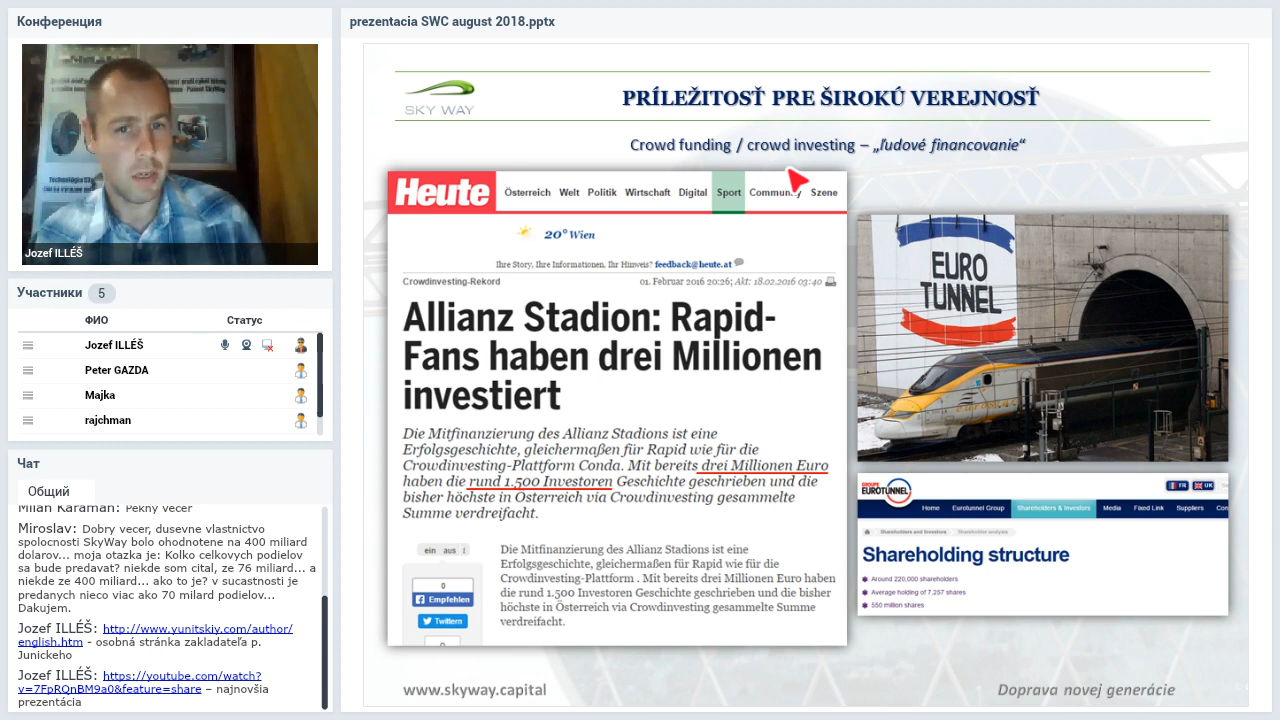 Конференция
Jozef ILLÉŠ
Участники 5
ФИО Статус
Jozef ILLÉŠ
Peter GAZDA
Majka
rajchman
Чат
Общий
Milan Karaman: Pekny vecer
Miroslav: Dobry vecer, dusevne vlastnictvo
spolocnosti SkyWay bolo ohodnotena na 400 miliard
dolarov... moja otazka je: Kolko celkovych podielov
sa bude predavat? niekde som cital, ze 76 miliard... a
niekde ze 400 miliard... ako to je? v sucastnosti je
predanych nieco viac ako 70 milard podielov...
Dakujem.
Jozef ILLÉŠ: http://www.yunitskiy.com/author/
english.htm - osobná stránka zakladateľa p.
Junickeho
Jozef ILLÉŠ: https://youtube.com/watch?
v=7FpRQnBM9a0&feature=share – najnovšia
prezentácia
prezentacia SWC august 2018.pptx
SKY WAY
PRÍLEŽITOSŤ PRE ŠIROKÚ VEREJNOSŤ
Crowd funding / crowd investing – „ľudové financovanie“
Heute Österreich Welt Politik Wirtschaft Digital Sport Community Szene
20° Wien
Ihre Story, Ihre Informationen, Ihr Hinweis? feedback@heute.at
Crowdinvesting-Rekord 01. Februar 2016 20:26; Akt: 18.02.2016 03:40
Allianz Stadion: Rapid-
Fans haben drei Millionen
investiert
Die Mitfinanzierung des Allianz Stadions ist eine
Erfolgsgeschichte, gleichermaßen für Rapid wie für die
Crowdinvesting-Plattform Conda. Mit bereits drei Millionen Euro
haben die rund 1.500 Investoren Geschichte geschrieben und die
bisher höchste in Österreich via Crowdinvesting gesammelte
Summe verdreifacht.
ein aus i
0
Empfehlen
Twittern
0
Die Mitfinanzierung des Allianz Stadions ist eine
Erfolgsgeschichte, gleichermaßen für Rapid wie für die
Crowdinvesting-Plattform . Mit bereits drei Millionen Euro haben
die rund 1.500 Investoren Geschichte geschrieben und die bisher
höchste in Österreich via Crowdinvesting gesammelte Summe
verdreifacht.
EURO
TUNNEL
GROUPE
EUROTUNNEL
FR UK
Home Eurotunnel Group Shareholders & Investors Media Fixed Link Suppliers
Shareholders and Investors Shareholder analysis
Shareholding structure
Around 220,000 shareholders
Average holding of 7,257 shares
550 million shares
www.skyway.capital
Doprava novej generácie